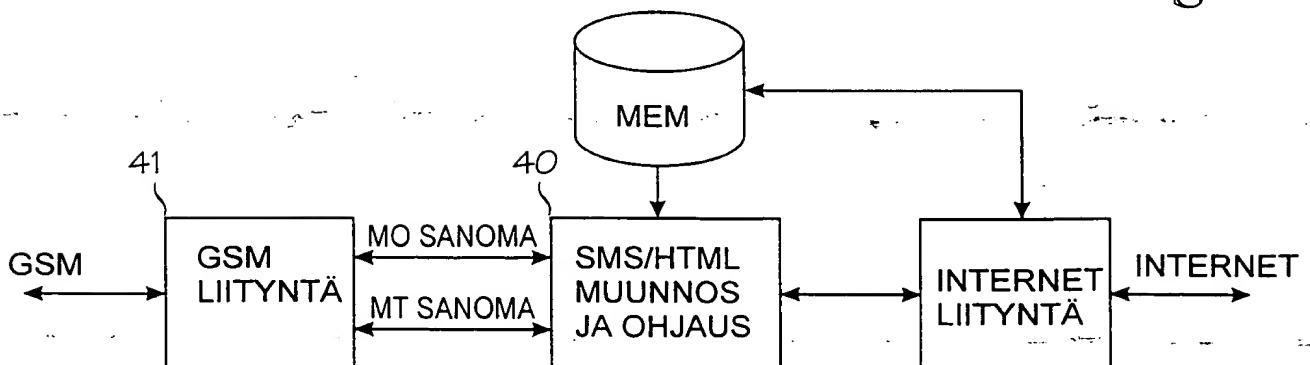 MEM
41
40
GSM
GSM
LIITYNTÄ
MO SANOMA
MT SANOMA
SMS/HTML
MUUNNOS
JA OHJAUS
INTERNET
LIITYNTÄ
INTERNET